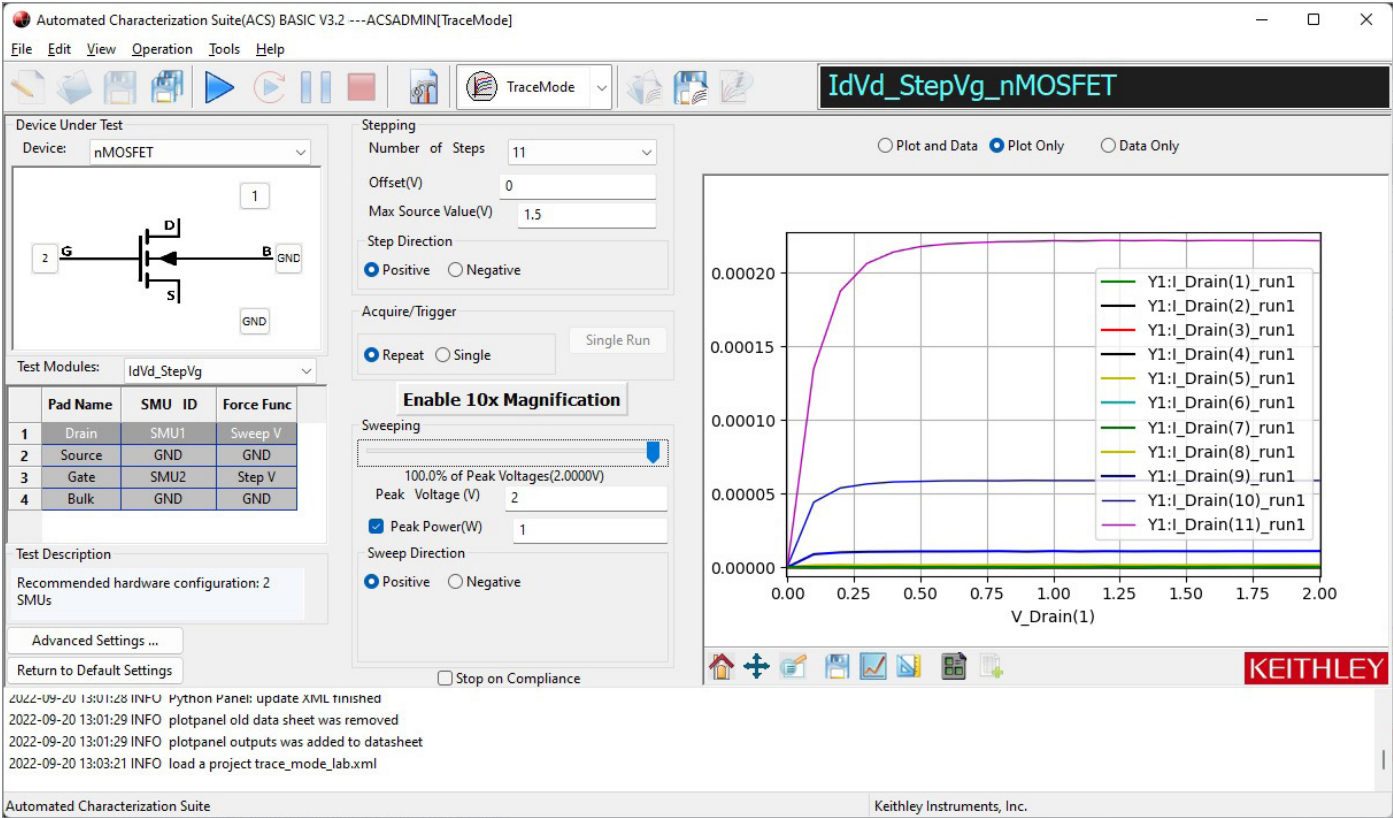 Automated Characterization Suite(ACS) BASIC V3.2 ---ACSADMIN[TraceMode]
File Edit View Operation Tools Help
TraceMode
IdVd_StepVg_nMOSFET
Device Under Test
Device: nMOSFET
1
D
2 G
B GND
S
GND
Test Modules: IdVd_StepVg
Pad Name SMU ID Force Func
1 Drain SMU1 Sweep V
2 Source GND GND
3 Gate SMU2 Step V
4 Bulk GND GND
Test Description
Recommended hardware configuration: 2
SMUs
Advanced Settings ...
Return to Default Settings
Stepping
Number of Steps 11
Offset(V) 0
Max Source Value(V) 1.5
Step Direction
Positive Negative
Acquire/Trigger
Repeat Single
Single Run
Enable 10x Magnification
Sweeping
100.0% of Peak Voltages(2.0000V)
Peak Voltage (V) 2
Peak Power(W) 1
Sweep Direction
Positive Negative
Stop on Compliance
Plot and Data Plot Only Data Only
0.00020
0.00015
0.00010
0.00005
0.00000
Y1:I_Drain(1)_run1
Y1:I_Drain(2)_run1
Y1:I_Drain(3)_run1
Y1:I_Drain(4)_run1
Y1:I_Drain(5)_run1
Y1:I_Drain(6)_run1
Y1:I_Drain(7)_run1
Y1:I_Drain(8)_run1
Y1:I_Drain(9)_run1
Y1:I_Drain(10)_run1
Y1:I_Drain(11)_run1
0.00 0.25 0.50 0.75 1.00 1.25 1.50 1.75 2.00
V_Drain(1)
KEITHLEY
2022-09-20 13:01:28 INFO Python Panel: update XML finished
2022-09-20 13:01:29 INFO plotpanel old data sheet was removed
2022-09-20 13:01:29 INFO plotpanel outputs was added to datasheet
2022-09-20 13:03:21 INFO load a project trace_mode_lab.xml
Automated Characterization Suite
Keithley Instruments, Inc.